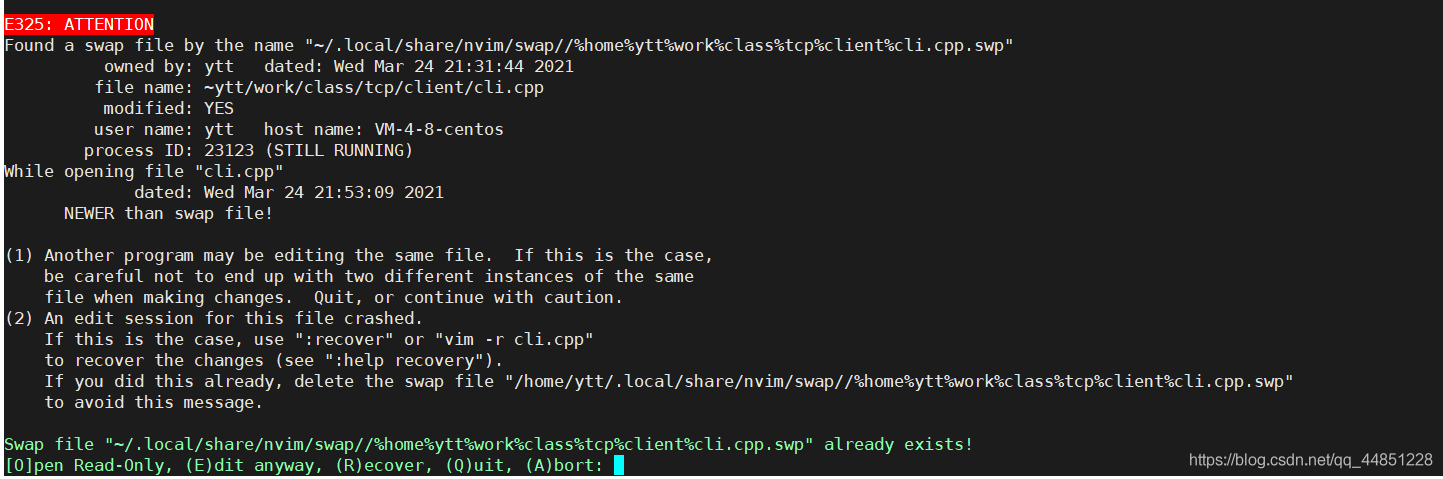 E325: ATTENTION
Found a swap file by the name "~/.local/share/nvim/swap//%home%ytt%work%class%tcp%client%cli.cpp.swp"
          owned by: ytt   dated: Wed Mar 24 21:31:44 2021
         file name: ~ytt/work/class/tcp/client/cli.cpp
          modified: YES
         user name: ytt   host name: VM-4-8-centos
        process ID: 23123 (STILL RUNNING)
While opening file "cli.cpp"
             dated: Wed Mar 24 21:53:09 2021
      NEWER than swap file!

(1) Another program may be editing the same file.  If this is the case,
    be careful not to end up with two different instances of the same
    file when making changes.  Quit, or continue with caution.
(2) An edit session for this file crashed.
    If this is the case, use ":recover" or "vim -r cli.cpp"
    to recover the changes (see ":help recovery").
    If you did this already, delete the swap file "/home/ytt/.local/share/nvim/swap//%home%ytt%work%class%tcp%client%cli.cpp.swp"
    to avoid this message.

Swap file "~/.local/share/nvim/swap//%home%ytt%work%class%tcp%client%cli.cpp.swp" already exists!
[O]pen Read-Only, (E)dit anyway, (R)ecover, (Q)uit, (A)bort:
https://blog.csdn.net/qq_44851228